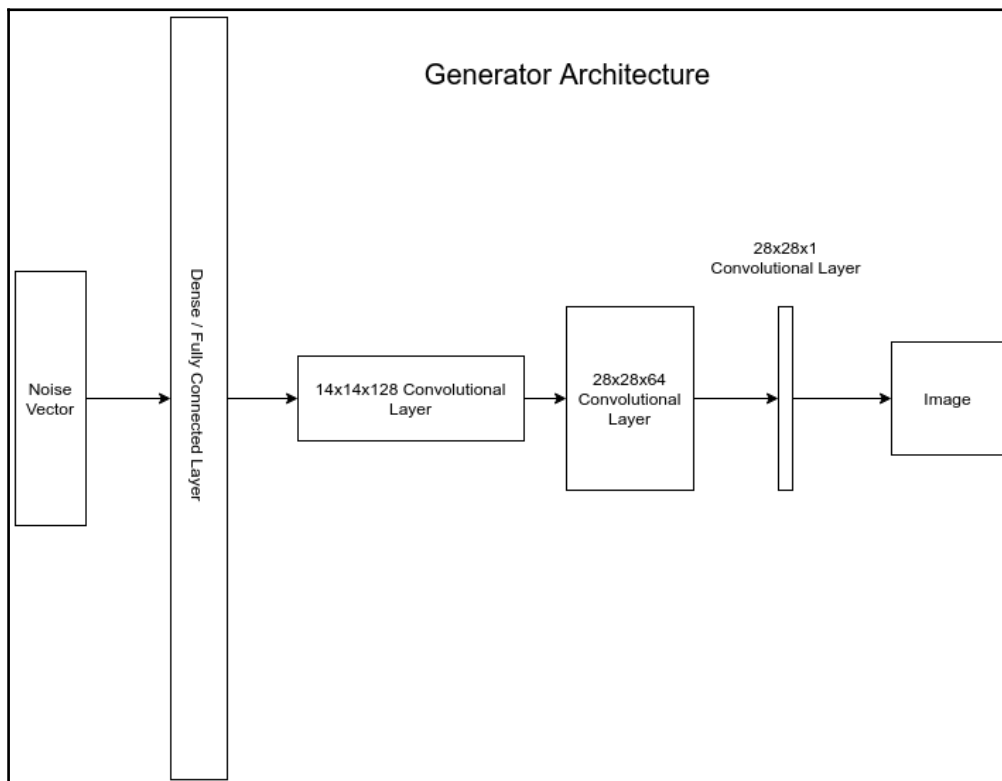 Generator Architecture
Noise
Vector
Dense / Fully Connected Layer
14x14x128 Convolutional
Layer
28x28x64
Convolutional
Layer
28x28x1
Convolutional Layer
Image